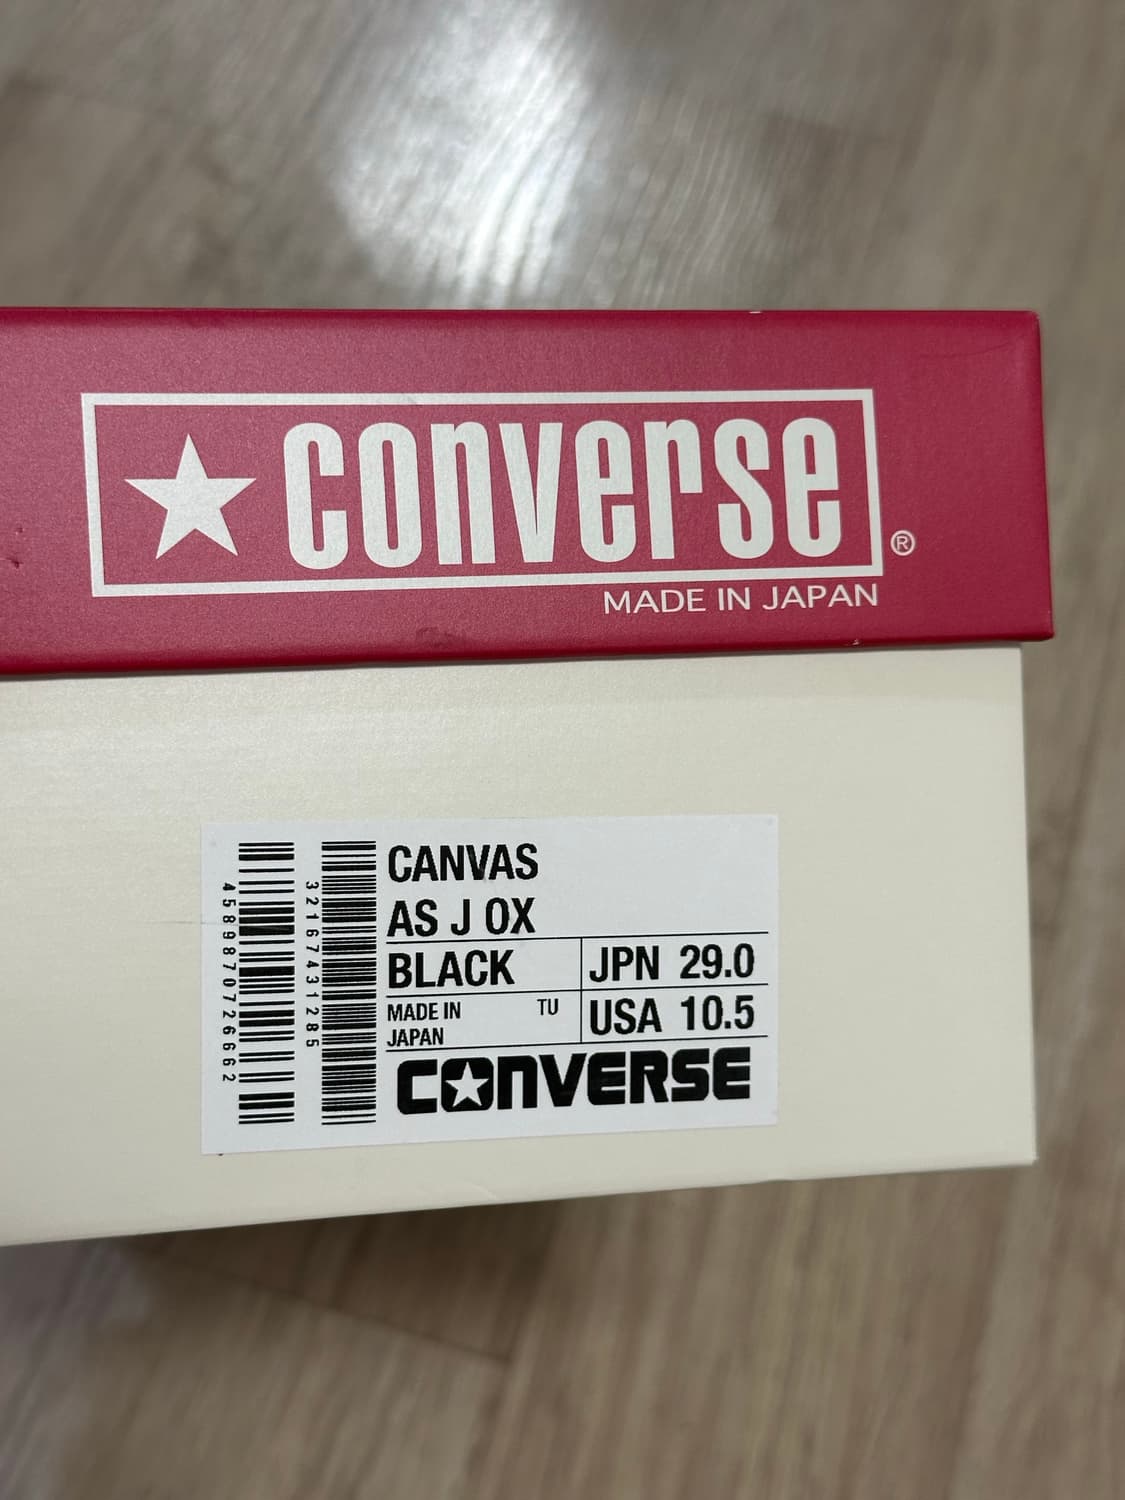 converse®
MADE IN JAPAN
CANVAS
AS J OX
BLACK
JPN 29.0
MADE IN
JAPAN
TU
USA 10.5
CONVERSE
4589870726662
32167431285